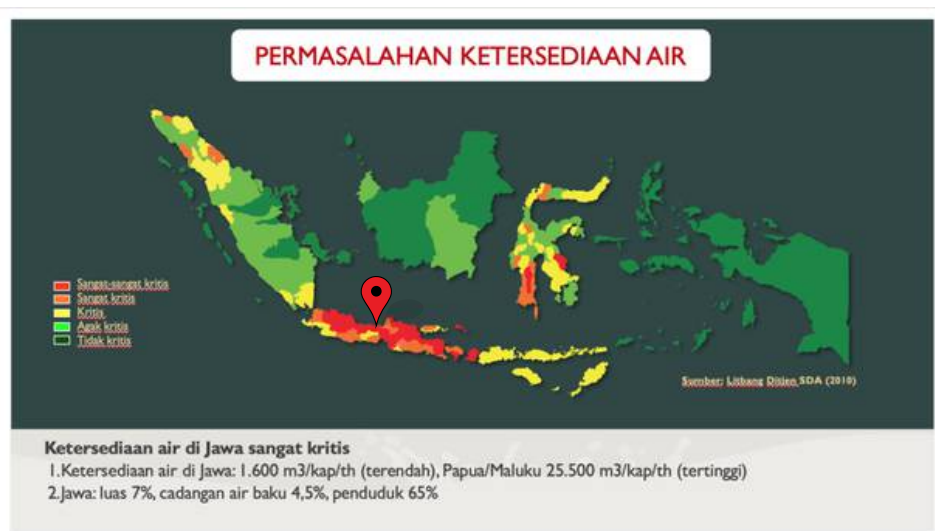 PERMASALAHAN KETERSEDIAAN AIR
Sangat-sangat kritis
Sangat kritis
Kritis
Agak kritis
Tidak kritis
Sumber: Litbang Ditjen SDA (2010)
Ketersediaan air di Jawa sangat kritis
1.Ketersediaan air di Jawa: 1.600 m3/kap/th (terendah), Papua/Maluku 25.500 m3/kap/th (tertinggi)
2.Jawa: luas 7%, cadangan air baku 4,5%, penduduk 65%